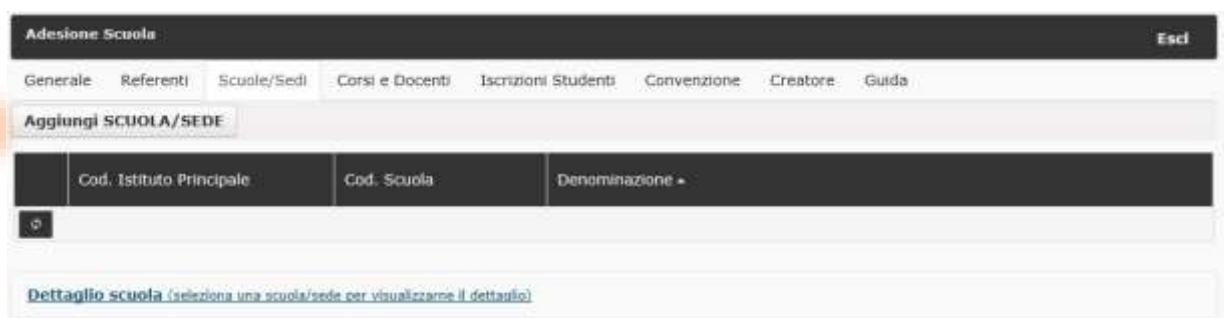 Adesione Scuola Esci
Generale Referenti Scuole/Sedi Corsi e Docenti Iscrizioni Studenti Convenzione Creatore Guida
Aggiungi SCUOLA/SEDE
Cod. Istituto Principale Cod. Scuola Denominazione
Dettaglio scuola (seleziona una scuola/sede per visualizzarne il dettaglio)